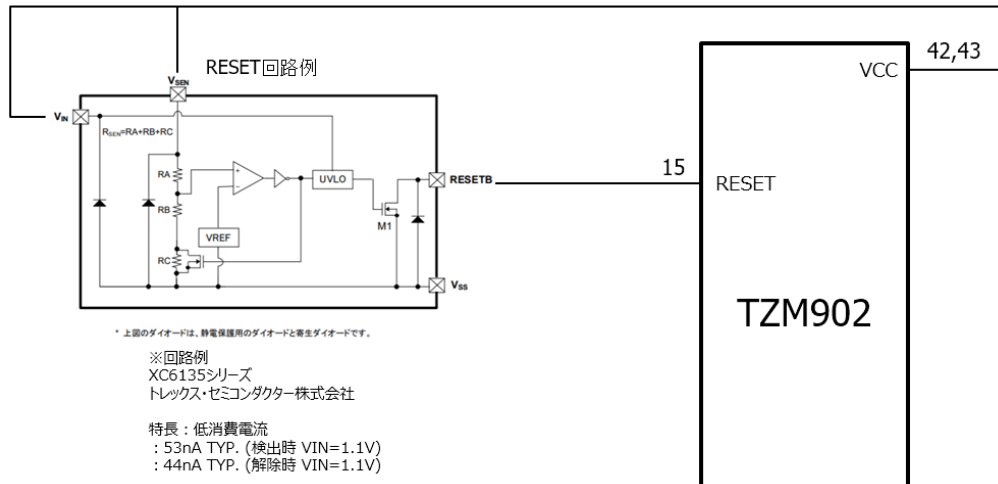 RESET回路例
42,43
VCC
VSEN
VIN
RSEN=RA+RB+RC
RA
UVLO
RESETB
15
RESET
RB
M1
VREF
RC
VSS
TZM902
* 上図のダイオードは、静電保護用のダイオードと寄生ダイオードです。
※回路例
XC6135シリーズ
トレックス・セミコンダクター株式会社
特長：低消費電流
：53nA TYP. (検出時 VIN=1.1V)
：44nA TYP. (解除時 VIN=1.1V)